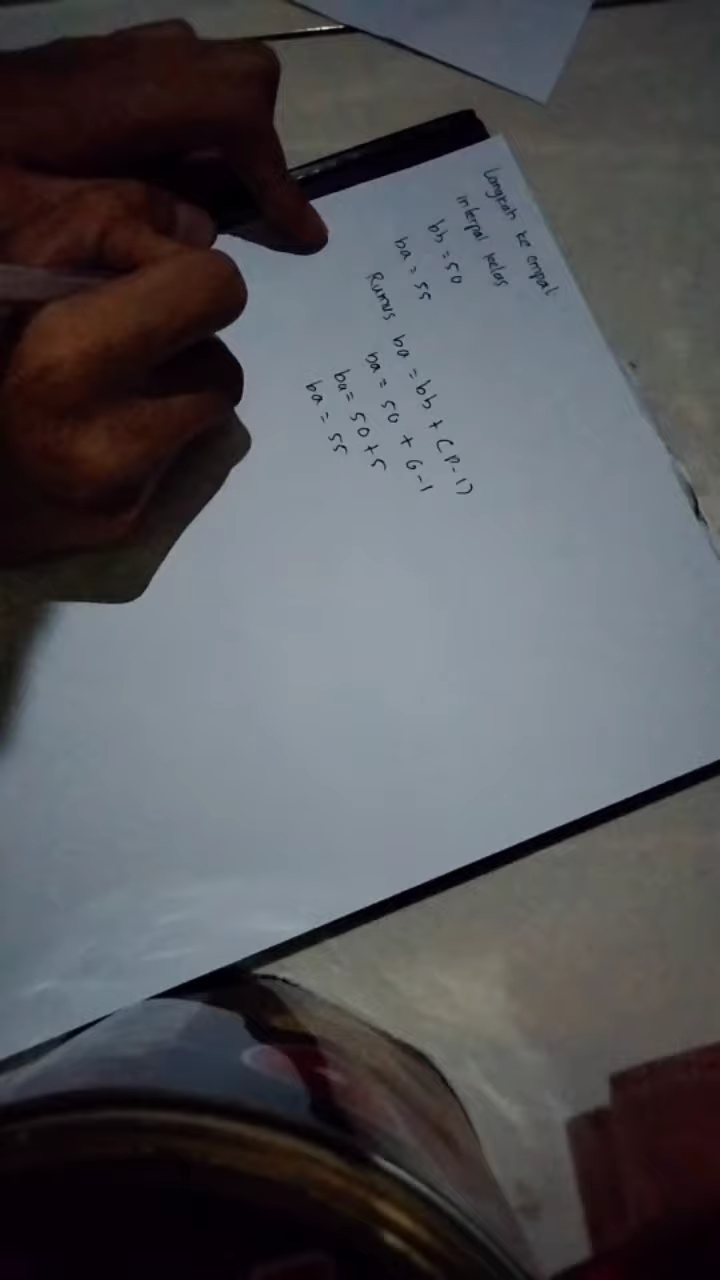 Langkah ke empat
interpal kelas
bb = 50
ba = 55
Rumus ba = bb + (P-1)
ba = 50 + 6-1
ba = 50+5
ba = 55